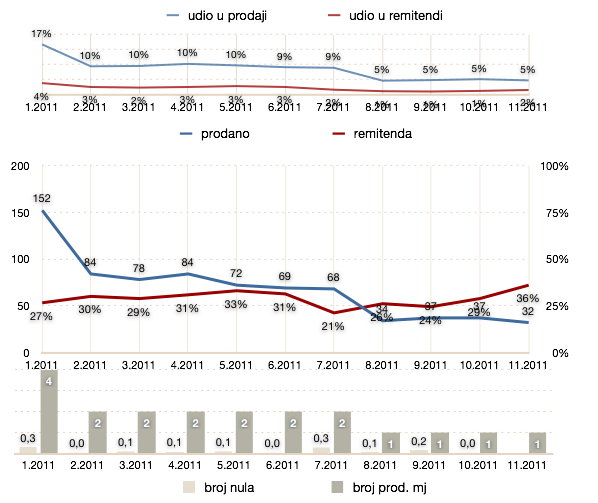 udio u prodaji udio u remitendi
17% 10% 10% 10% 10% 9% 9% 5% 5% 5% 5%
4% 3% 3% 3% 3% 3% 2% 1% 1% 1% 2%
1.2011 2.2011 3.2011 4.2011 5.2011 6.2011 7.2011 8.2011 9.2011 10.2011 11.2011
prodano remitenda
200 100%
150 75%
100 50%
50 25%
0 0%
152 84 78 84 72 69 68 34 37 37 32
27% 30% 29% 31% 33% 31% 21% 26% 24% 29% 36%
1.2011 2.2011 3.2011 4.2011 5.2011 6.2011 7.2011 8.2011 9.2011 10.2011 11.2011
4 2 2 2 2 2 2 1 1 1 1
0,3 0,0 0,1 0,1 0,1 0,0 0,3 0,1 0,2 0,0
1.2011 2.2011 3.2011 4.2011 5.2011 6.2011 7.2011 8.2011 9.2011 10.2011 11.2011
broj nula broj prod. mj